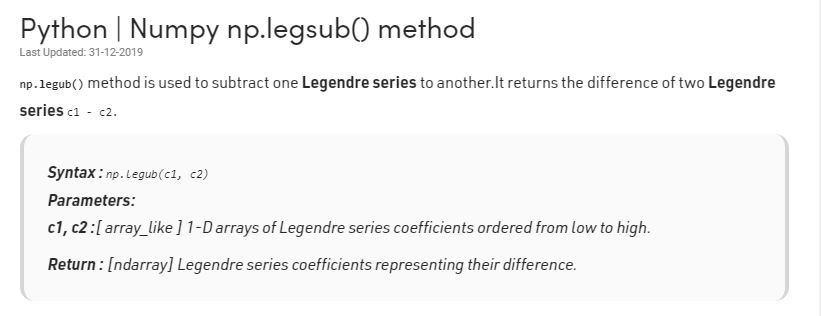 Python | Numpy np.legsub() method
Last Updated: 31-12-2019
np.legub() method is used to subtract one Legendre series to another.It returns the difference of two Legendre
series c1 - c2.
Syntax : np.legub(c1, c2)
Parameters:
c1, c2 :[ array_like ] 1-D arrays of Legendre series coefficients ordered from low to high.
Return : [ndarray] Legendre series coefficients representing their difference.